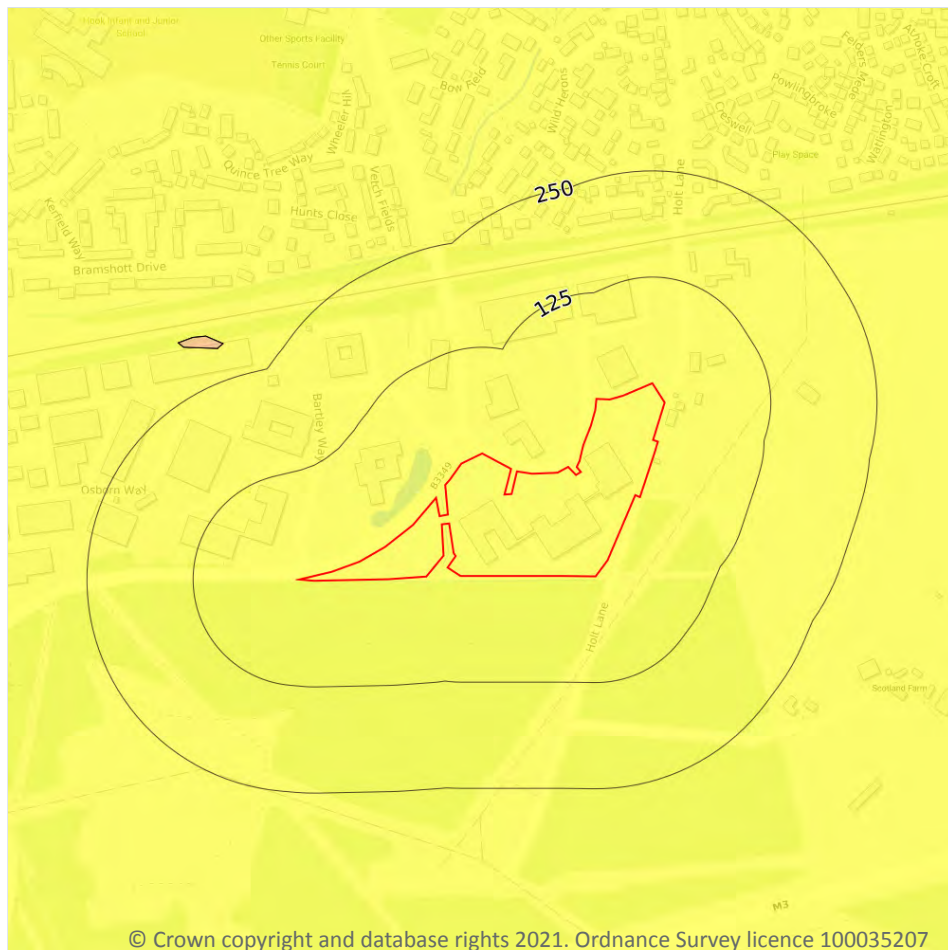 Hook Infant and Junior
School
Other Sports Facility
Tennis Court
Bow Field
Wild Herons
Felders Mede
Athoke Croft
Powlingbroke
Creswell
Watlington
Play Space
Wheeler Hill
Quince Tree Way
Vetch Fields
Hunts Close
Kerfield Way
Bramshott Drive
Holt Lane
250
125
Bartley Way
B3349
Osborn Way
Holt Lane
Scotland Farm
M3
© Crown copyright and database rights 2021. Ordnance Survey licence 100035207